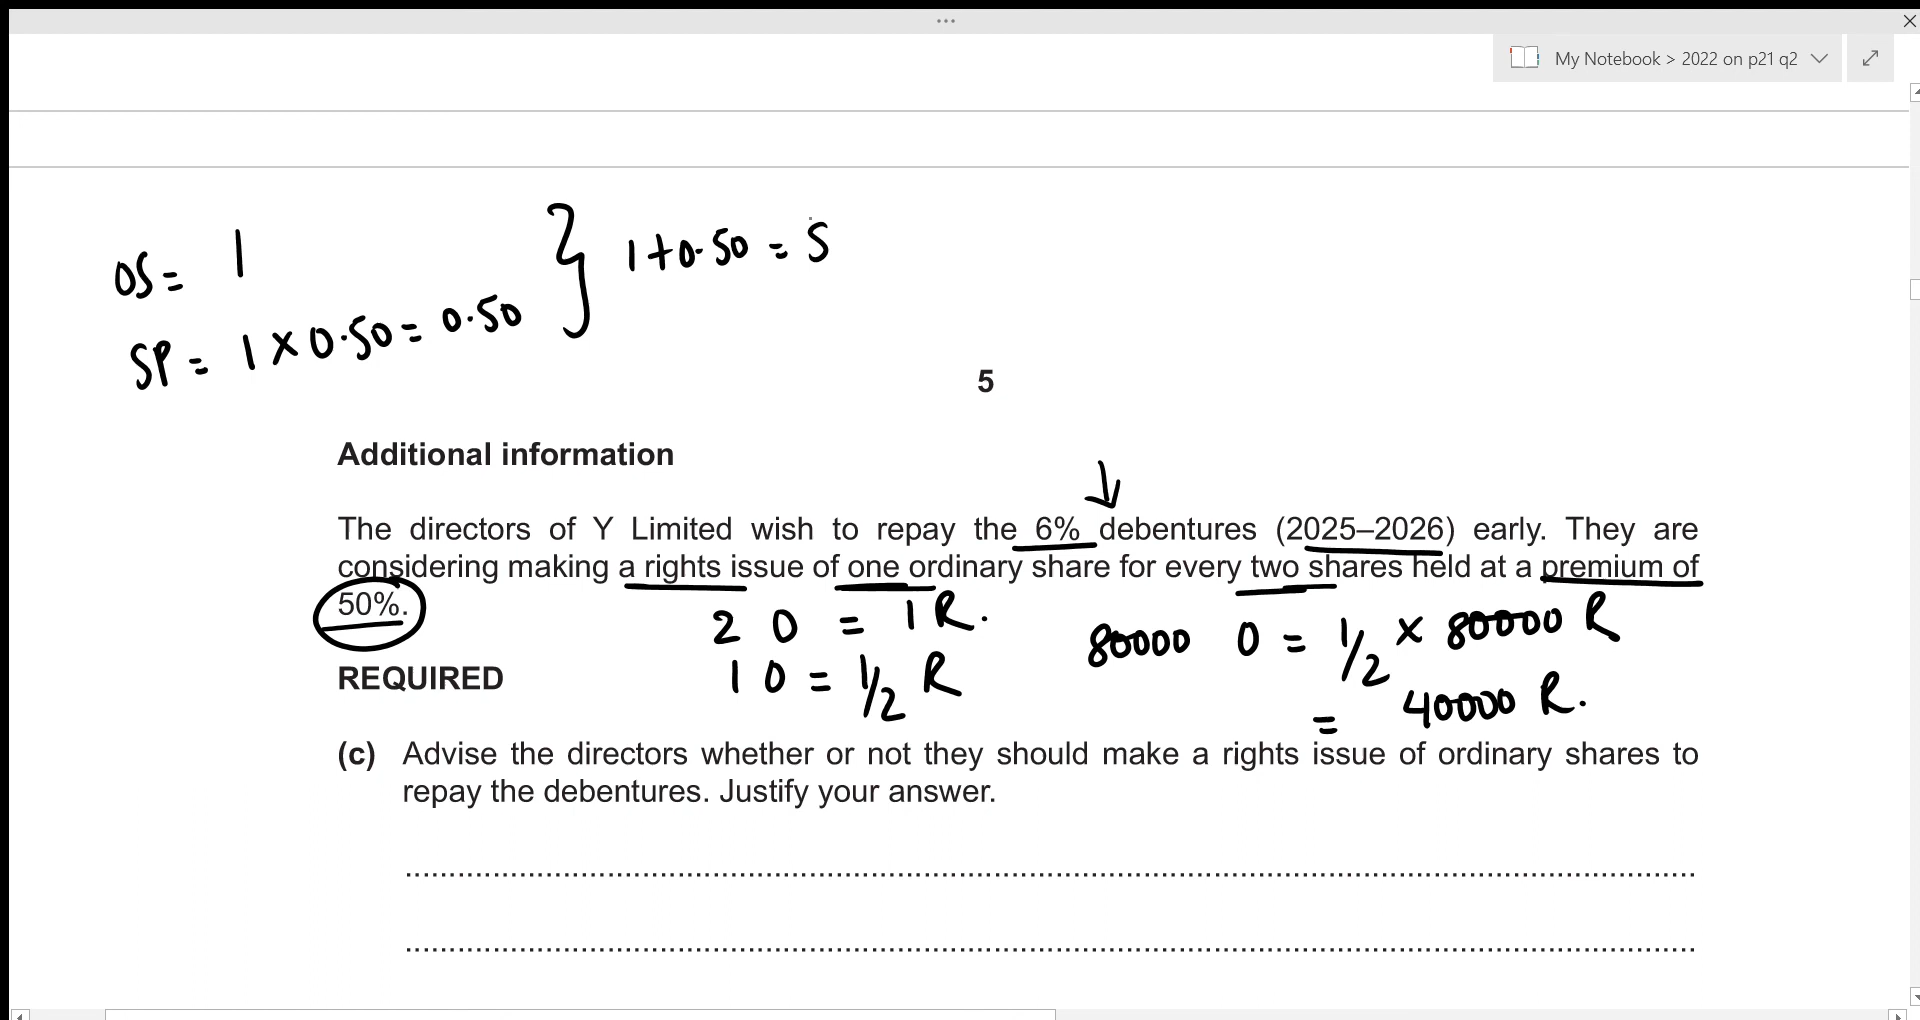 ...
My Notebook > 2022 on p21 q2
OS = 1
SP = 1 x 0.50 = 0.50
} 1 + 0.50 = S
5
Additional information
The directors of Y Limited wish to repay the 6% debentures (2025–2026) early. They are
considering making a rights issue of one ordinary share for every two shares held at a premium of
50%.
2 0 = 1 R.
1 0 = 1/2 R
80000 0 = 1/2 x 80000 R
= 40000 R.
REQUIRED
(c) Advise the directors whether or not they should make a rights issue of ordinary shares to
repay the debentures. Justify your answer.